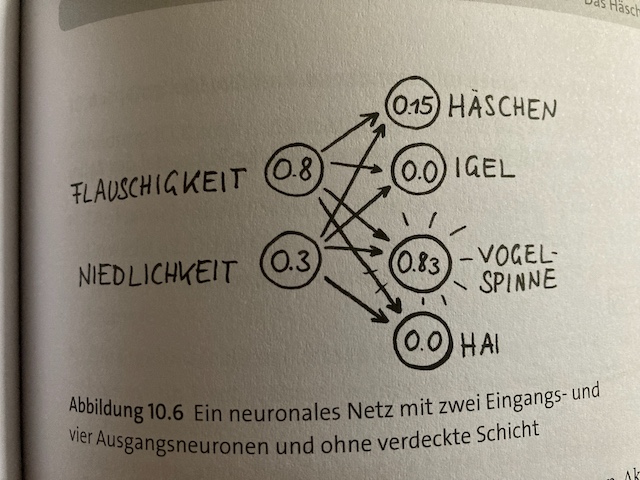 Das Häsch
0.15 HÄSCHEN
FLAUSCHIGKEIT 0.8
0.0 IGEL
NIEDLICHKEIT 0.3
0.83 VOGEL-
SPINNE
0.0 HAI
Abbildung 10.6 Ein neuronales Netz mit zwei Eingangs- und
vier Ausgangsneuronen und ohne verdeckte Schicht